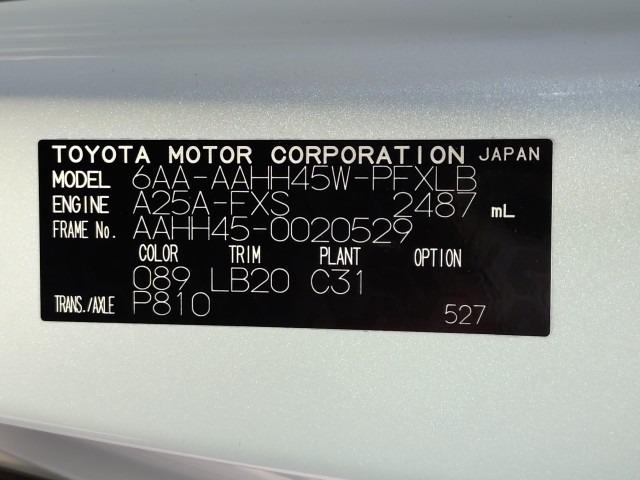 TOYOTA MOTOR CORPORATION JAPAN
MODEL 6AA-AAHH45W-PFXLB
ENGINE A25A-FXS 2487 mL
FRAME No. AAHH45-0020529
COLOR TRIM PLANT OPTION
089 LB20 C31
TRANS./AXLE P810
527